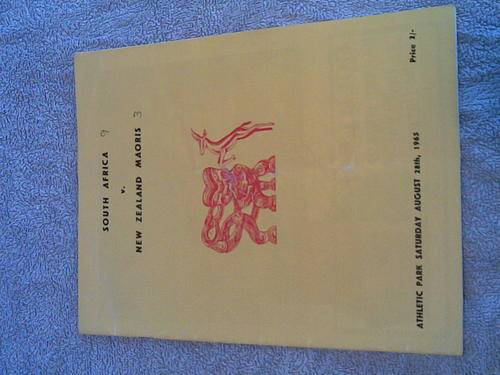 SOUTH AFRICA 9
v.
NEW ZEALAND MAORIS 3
ATHLETIC PARK SATURDAY AUGUST 28th, 1965
Price 2/-